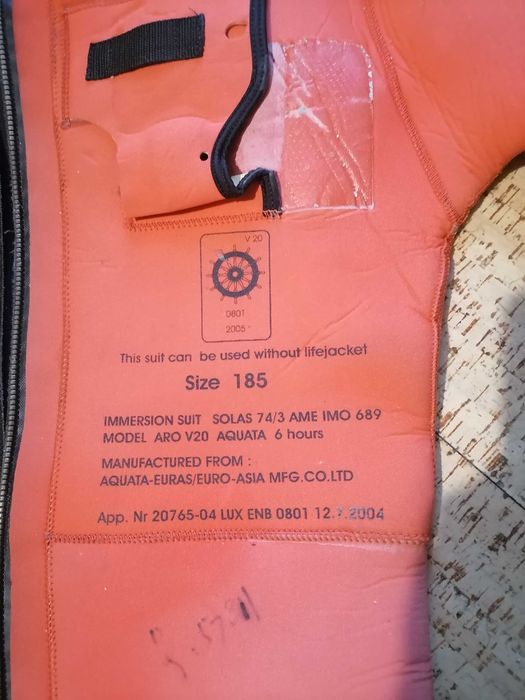 V 20
0801
2005
This suit can be used without lifejacket
Size 185
IMMERSION SUIT SOLAS 74/3 AME IMO 689
MODEL ARO V20 AQUATA 6 hours
MANUFACTURED FROM :
AQUATA-EURAS/EURO-ASIA MFG.CO.LTD
App. Nr 20765-04 LUX ENB 0801